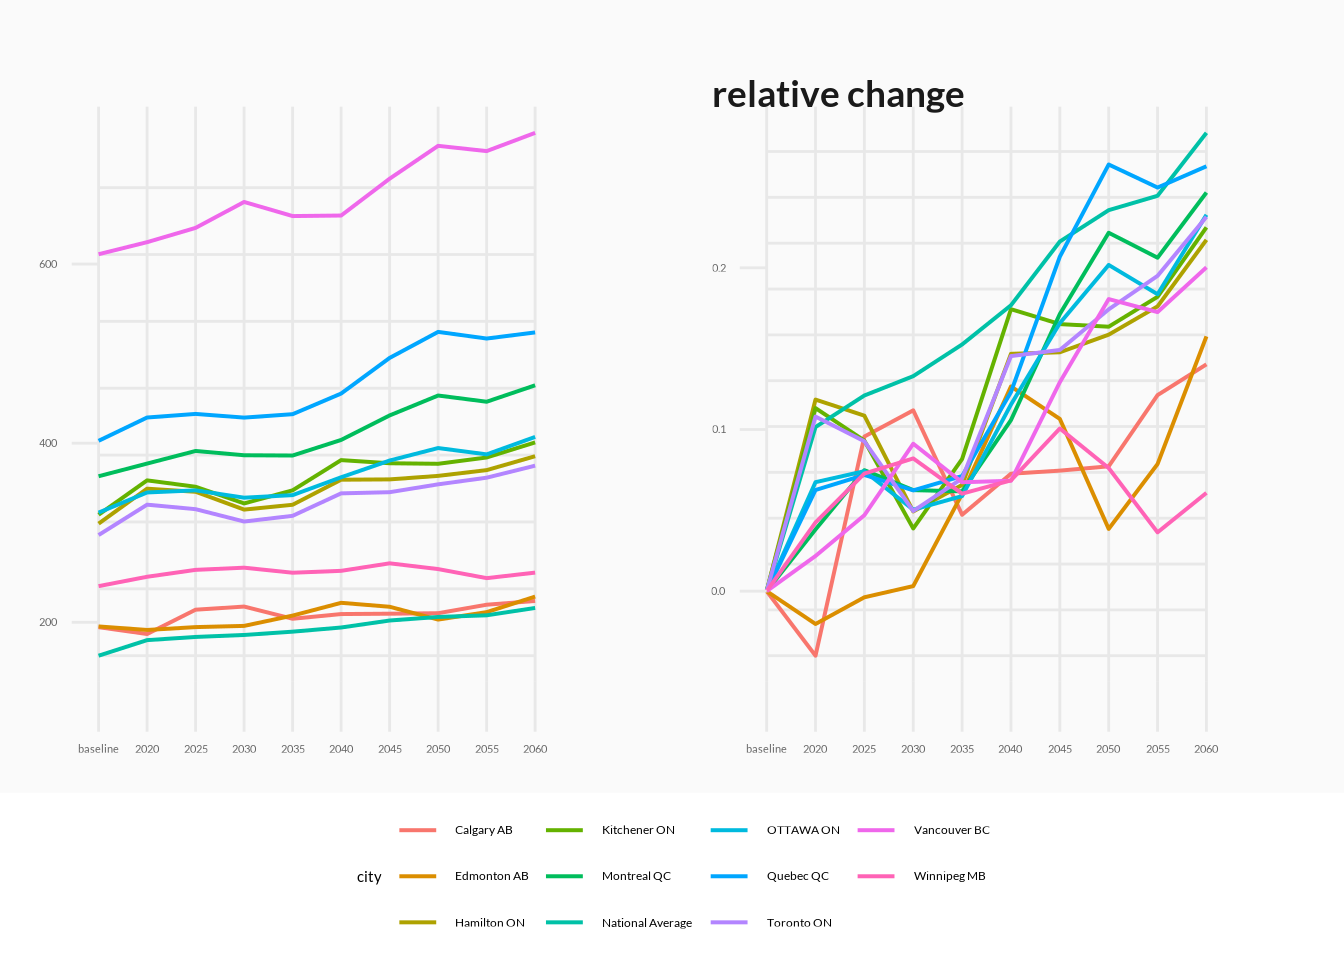 relative change
600
400
200
baseline 2020 2025 2030 2035 2040 2045 2050 2055 2060
0.2
0.1
0.0
baseline 2020 2025 2030 2035 2040 2045 2050 2055 2060
city
Calgary AB Kitchener ON OTTAWA ON Vancouver BC
Edmonton AB Montreal QC Quebec QC Winnipeg MB
Hamilton ON National Average Toronto ON